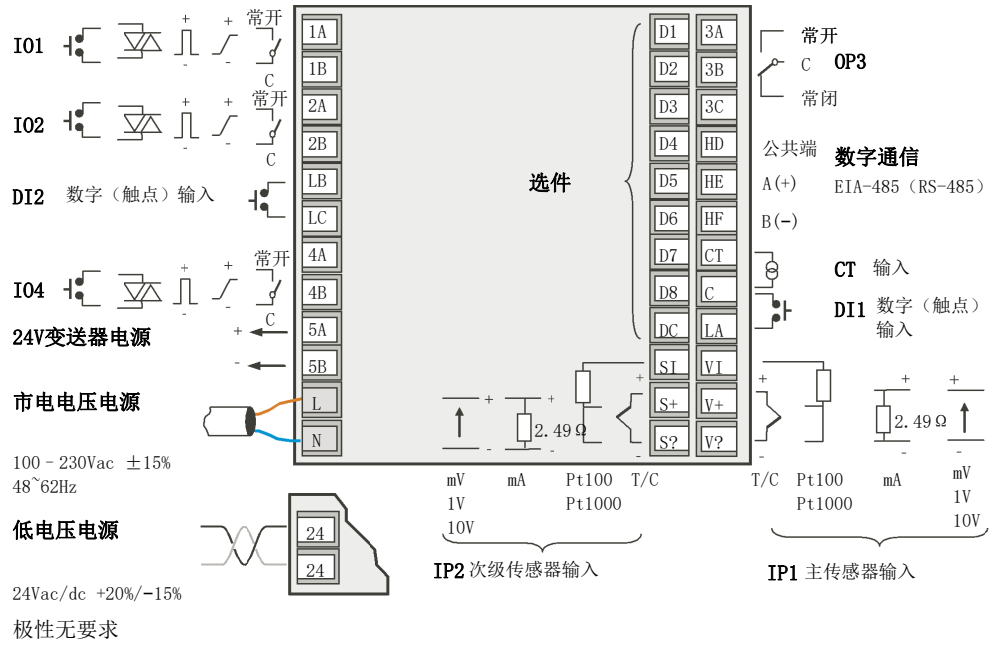 IO1
+
-
+
-
常开
C
1A
1B
IO2
+
-
+
-
常开
C
2A
2B
DI2 数字（触点）输入
LB
LC
IO4
+
-
+
-
常开
C
4A
4B
24V变送器电源
+
-
5A
5B
市电电压电源
L
N
100-230Vac ±15%
48~62Hz
低电压电源
24
24
24Vac/dc +20%/-15%
极性无要求
选件
D1
D2
D3
D4
D5
D6
D7
D8
DC
SI
S+
S?
3A
3B
3C
HD
HE
HF
CT
C
LA
VI
V+
V?
常开
C
常闭
OP3
公共端
A(+)
B(-)
数字通信
EIA-485（RS-485）
CT 输入
DI1 数字（触点）
输入
+
-
+
2.49Ω
-
+
-
mV
1V
10V
mA
Pt100
Pt1000
T/C
IP2 次级传感器输入
+
-
+
2.49Ω
-
+
-
T/C
Pt100
Pt1000
mA
mV
1V
10V
IP1 主传感器输入